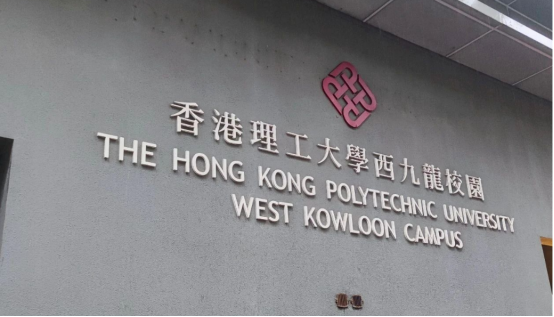 香港理工大學西九龍校園
THE HONG KONG POLYTECHNIC UNIVERSITY
WEST KOWLOON CAMPUS